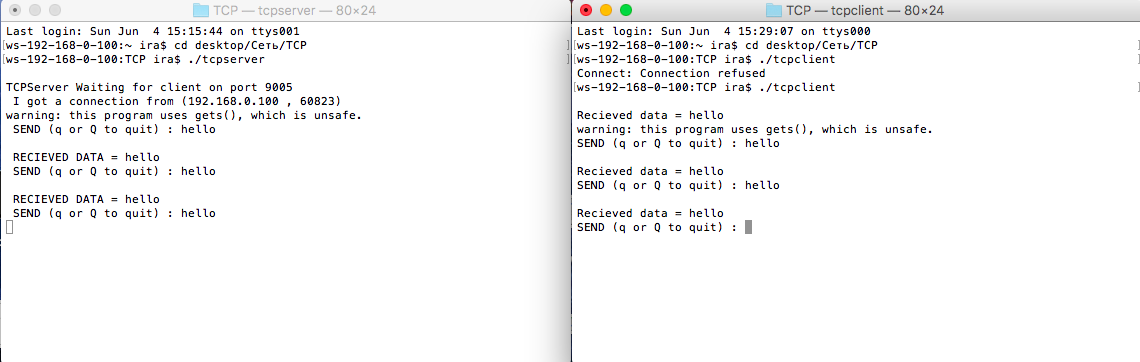 TCP — tcpserver — 80×24
Last login: Sun Jun  4 15:15:44 on ttys001
[ws-192-168-0-100:~ ira$ cd desktop/Сеть/TCP ]
[ws-192-168-0-100:TCP ira$ ./tcpserver ]
TCPServer Waiting for client on port 9005
I got a connection from (192.168.0.100 , 60823)
warning: this program uses gets(), which is unsafe.
SEND (q or Q to quit) : hello
RECIEVED DATA = hello
SEND (q or Q to quit) : hello
RECIEVED DATA = hello
SEND (q or Q to quit) : hello
TCP — tcpclient — 80×24
Last login: Sun Jun  4 15:29:07 on ttys000
[ws-192-168-0-100:~ ira$ cd desktop/Сеть/TCP ]
[ws-192-168-0-100:TCP ira$ ./tcpclient ]
Connect: Connection refused
[ws-192-168-0-100:TCP ira$ ./tcpclient ]
Recieved data = hello
warning: this program uses gets(), which is unsafe.
SEND (q or Q to quit) : hello
Recieved data = hello
SEND (q or Q to quit) : hello
Recieved data = hello
SEND (q or Q to quit) :